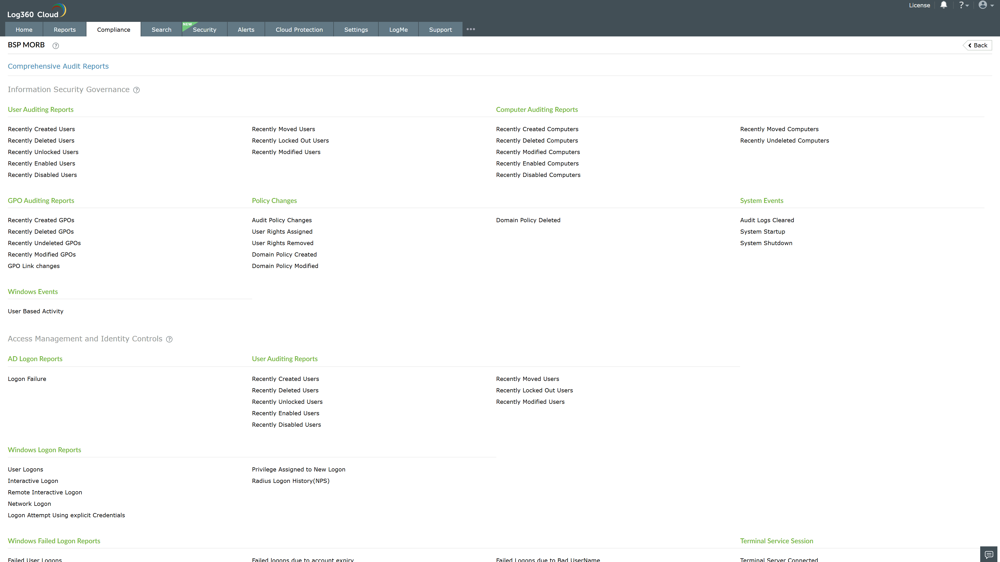 Log360 Cloud
License
?
Home
Reports
Compliance
Search
NEW
Security
Alerts
Cloud Protection
Settings
LogMe
Support
BSP MORB ?
Back
Comprehensive Audit Reports
Information Security Governance ?
User Auditing Reports
Recently Created Users
Recently Deleted Users
Recently Unlocked Users
Recently Enabled Users
Recently Disabled Users
Recently Moved Users
Recently Locked Out Users
Recently Modified Users
Computer Auditing Reports
Recently Created Computers
Recently Deleted Computers
Recently Modified Computers
Recently Enabled Computers
Recently Disabled Computers
Recently Moved Computers
Recently Undeleted Computers
GPO Auditing Reports
Recently Created GPOs
Recently Deleted GPOs
Recently Undeleted GPOs
Recently Modified GPOs
GPO Link changes
Policy Changes
Audit Policy Changes
User Rights Assigned
User Rights Removed
Domain Policy Created
Domain Policy Modified
Domain Policy Deleted
System Events
Audit Logs Cleared
System Startup
System Shutdown
Windows Events
User Based Activity
Access Management and Identity Controls ?
AD Logon Reports
Logon Failure
User Auditing Reports
Recently Created Users
Recently Deleted Users
Recently Unlocked Users
Recently Enabled Users
Recently Disabled Users
Recently Moved Users
Recently Locked Out Users
Recently Modified Users
Windows Logon Reports
User Logons
Interactive Logon
Remote Interactive Logon
Network Logon
Logon Attempt Using explicit Credentials
Privilege Assigned to New Logon
Radius Logon History(NPS)
Windows Failed Logon Reports
Failed User Logons
Failed logons due to account expiry
Failed Logons due to Bad UserName
Terminal Service Session
Terminal Server Connected